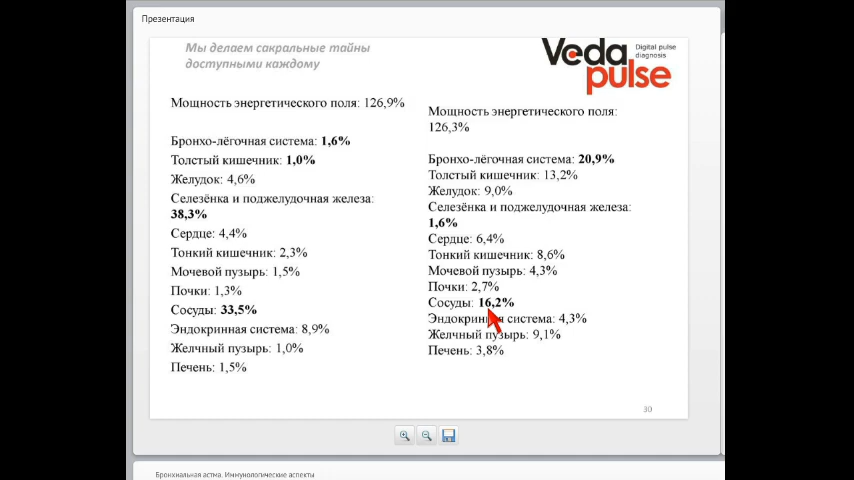 Презентация
Мы делаем сакральные тайны
доступными каждому
Veda
pulse
Digital pulse
diagnosis
Мощность энергетического поля: 126,9%
Бронхо-лёгочная система: 1,6%
Толстый кишечник: 1,0%
Желудок: 4,6%
Селезёнка и поджелудочная железа:
38,3%
Сердце: 4,4%
Тонкий кишечник: 2,3%
Мочевой пузырь: 1,5%
Почки: 1,3%
Сосуды: 33,5%
Эндокринная система: 8,9%
Желчный пузырь: 1,0%
Печень: 1,5%
Мощность энергетического поля:
126,3%
Бронхо-лёгочная система: 20,9%
Толстый кишечник: 13,2%
Желудок: 9,0%
Селезёнка и поджелудочная железа:
1,6%
Сердце: 6,4%
Тонкий кишечник: 8,6%
Мочевой пузырь: 4,3%
Почки: 2,7%
Сосуды: 16,2%
Эндокринная система: 4,3%
Желчный пузырь: 9,1%
Печень: 3,8%
30
Бронхиальная астма. Иммунологические аспекты